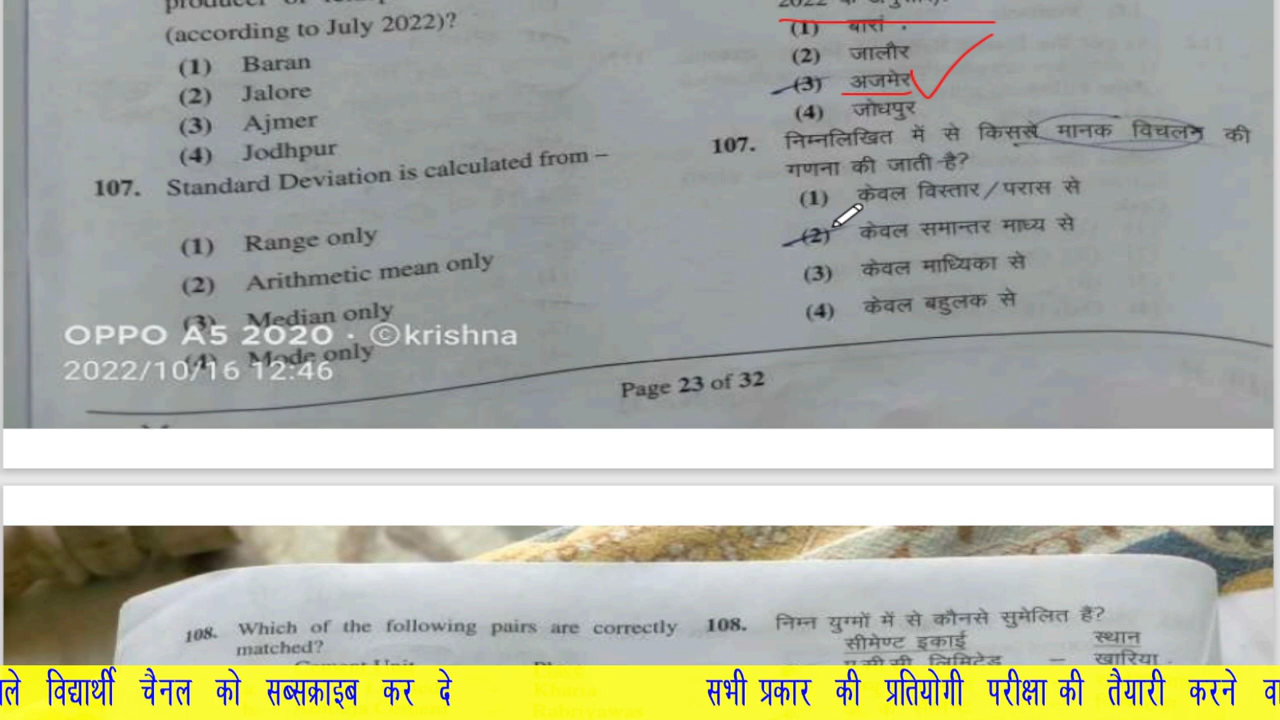 (according to July 2022)?
(1) Baran
(2) Jalore
(3) Ajmer
(4) Jodhpur
107. Standard Deviation is calculated from –
(1) Range only
(2) Arithmetic mean only
(3) Median only
(4) Mode only
OPPO A5 2020 · ©krishna
2022/10/16 12:46
(1) बारां
(2) जालौर
(3) अजमेर
(4) जोधपुर
107. निम्नलिखित में से किससे मानक विचलन की
गणना की जाती है?
(1) केवल विस्तार/परास से
(2) केवल समान्तर माध्य से
(3) केवल माध्यिका से
(4) केवल बहुलक से
Page 23 of 32
108. Which of the following pairs are correctly
matched?
108. निम्न युग्मों में से कौनसे सुमेलित हैं?
सीमेण्ट इकाई स्थान
लिमिटेड – खारिया
विद्यार्थी चैनल को सब्सक्राइब कर दे
सभी प्रकार की प्रतियोगी परीक्षा की तैयारी करने